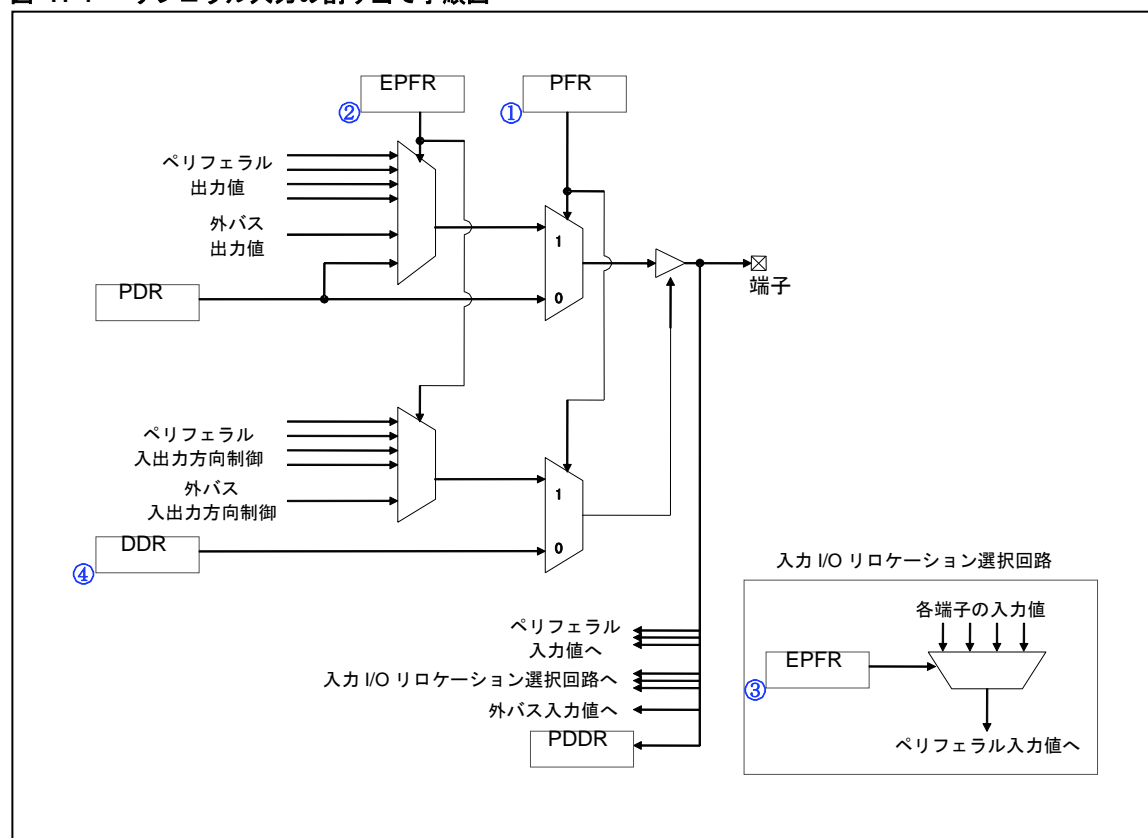 EPFR
PFR
②
①
ペリフェラル
出力値
外バス
出力値
1
0
PDR
端子
ペリフェラル
入出力方向制御
外バス
入出力方向制御
1
0
DDR
④
ペリフェラル
入力値へ
入力 I/O リロケーション選択回路へ
外バス入力値へ
PDDR
入力 I/O リロケーション選択回路
各端子の入力値
EPFR
③
ペリフェラル入力値へ